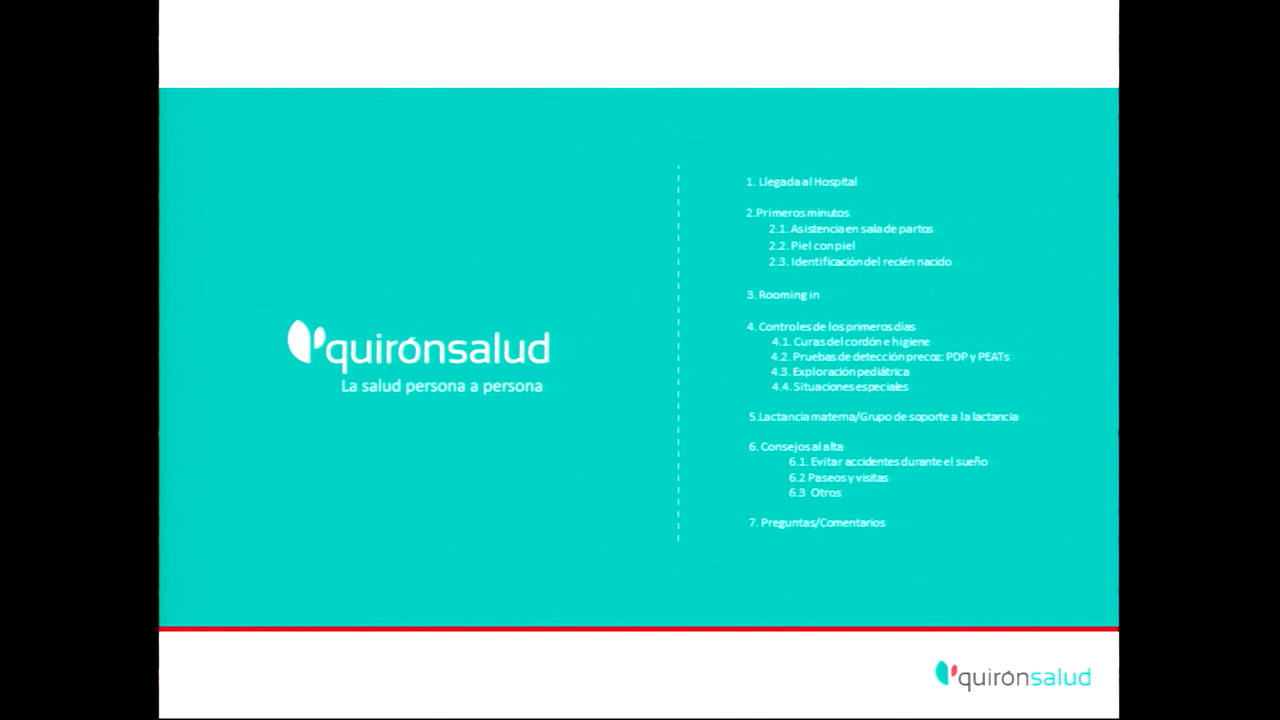 quirónsalud
La salud persona a persona
1. Llegada al Hospital
2.Primeros minutos
2.1. Asistencia en sala de partos
2.2. Piel con piel
2.3. Identificación del recién nacido
3. Rooming in
4. Controles de los primeros días
4.1. Curas del cordón e higiene
4.2. Pruebas de detección precoz: PDP y PEATs
4.3. Exploración pediátrica
4.4. Situaciones especiales
5.Lactancia materna/Grupo de soporte a la lactancia
6. Consejos al alta
6.1. Evitar accidentes durante el sueño
6.2 Paseos y visitas
6.3 Otros
7. Preguntas/Comentarios
quirónsalud